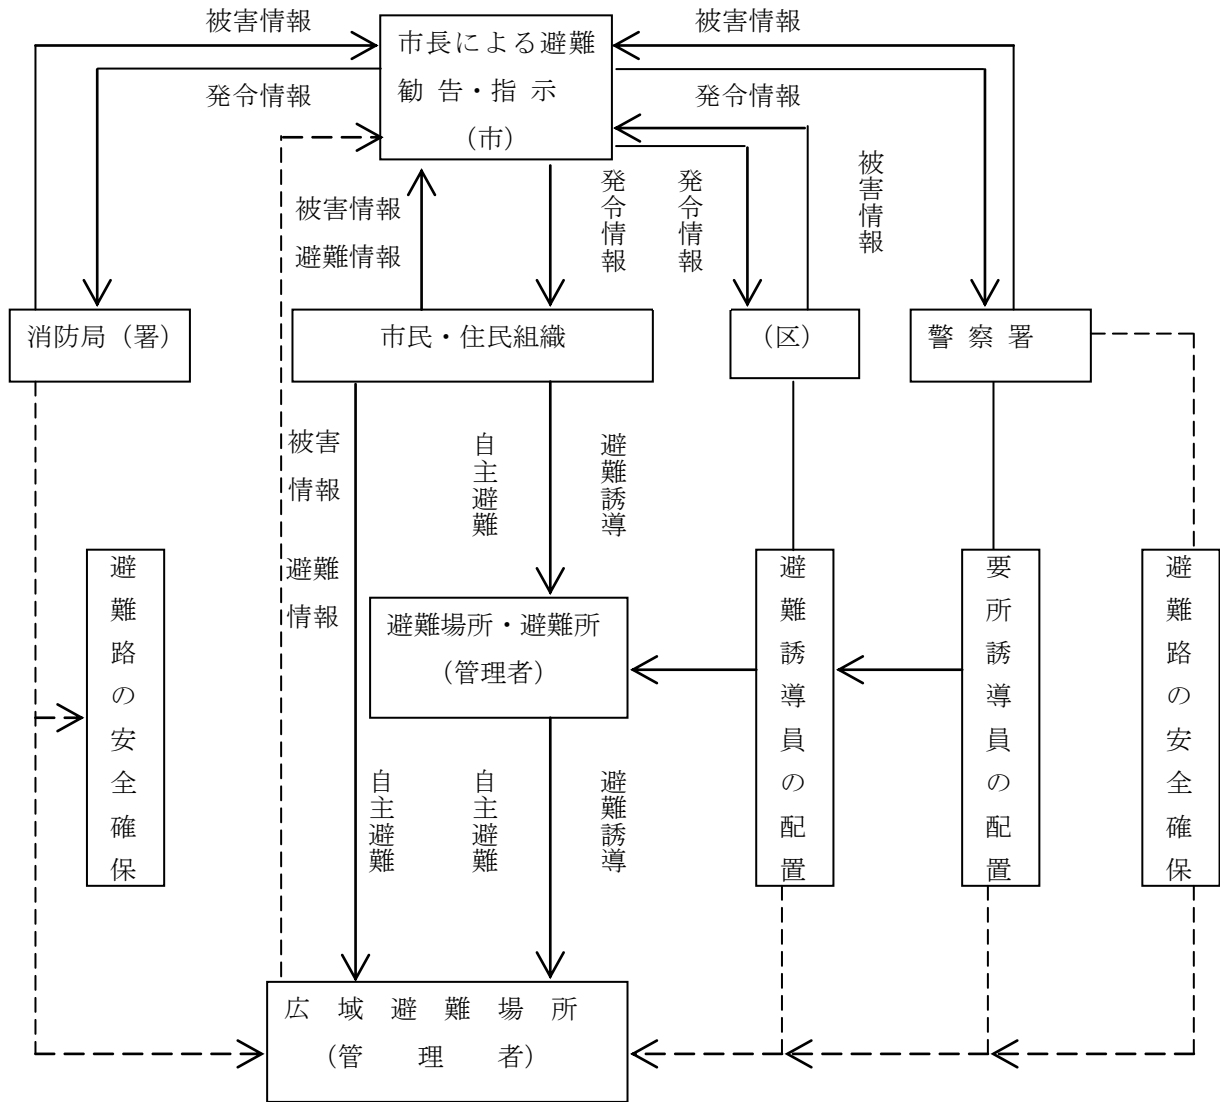 被害情報
被害情報
市長による避難
勧告・指示
(市)
発令情報
発令情報
被害情報
避難情報
発令情報
発令情報
被害情報
消防局(署)
市民・住民組織
(区)
警察署
被害
情報
避難
情報
自主避難
避難誘導
避難路の安全確保
避難場所・避難所
(管理者)
避難誘導員の配置
要所誘導員の配置
避難路の安全確保
自主避難
自主避難
避難誘導
広域避難場所
(管理者)